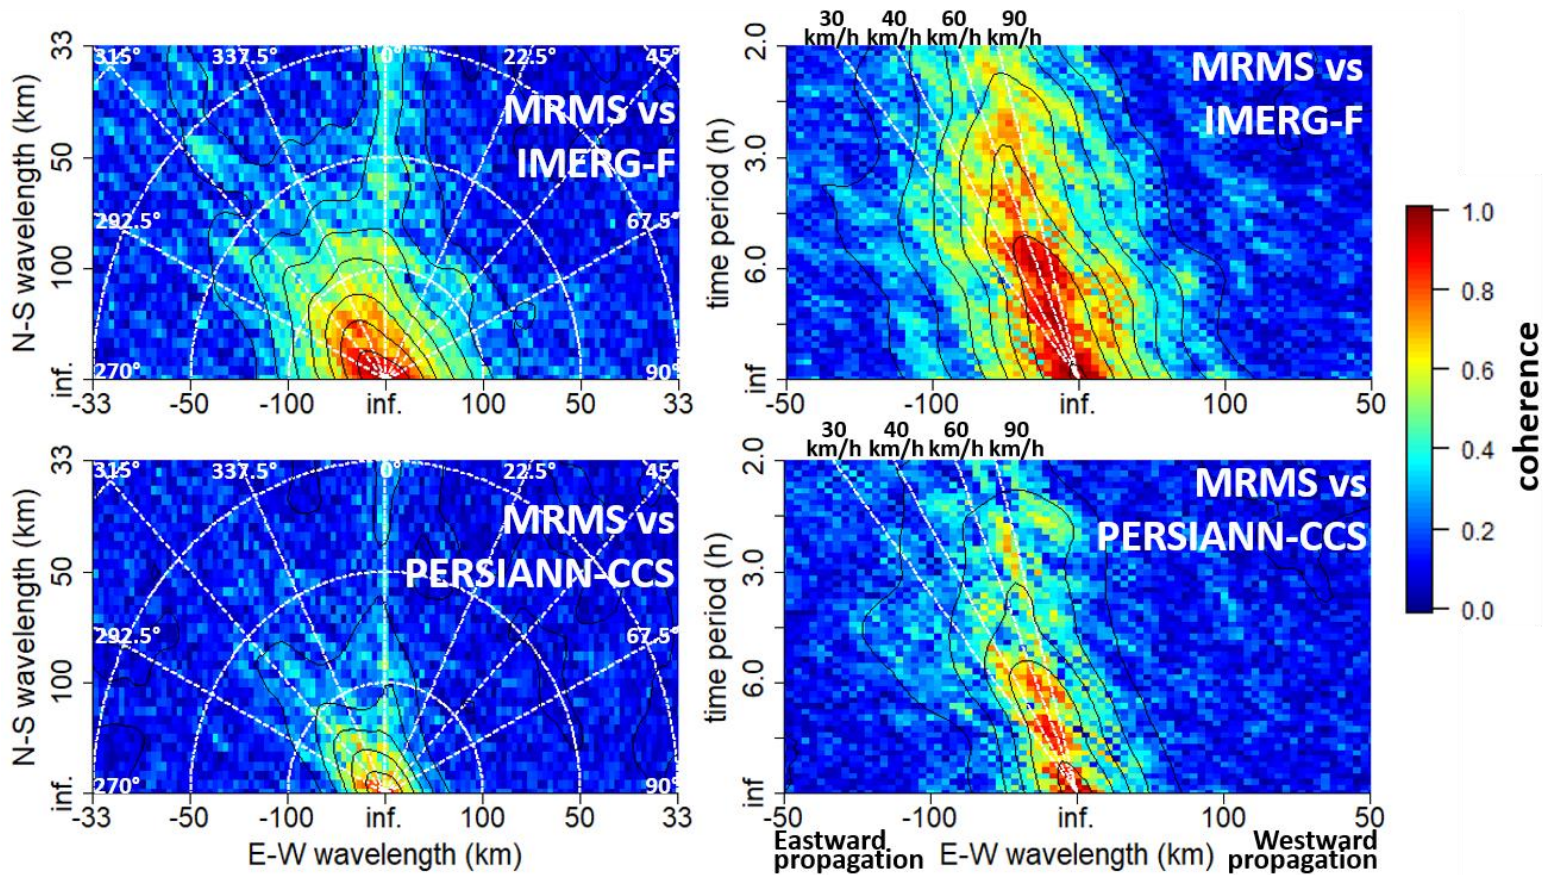 33
50
100
inf.
N-S wavelength (km)
315°
337.5°
0°
22.5°
45°
292.5°
67.5°
270°
90°
MRMS vs
IMERG-F
-33
-50
-100
inf.
100
50
33
30
km/h
40
km/h
60
km/h
90
km/h
2.0
3.0
6.0
inf
time period (h)
MRMS vs
IMERG-F
-50
-100
inf.
100
50
33
50
100
inf.
N-S wavelength (km)
315°
337.5°
0°
22.5°
45°
292.5°
67.5°
270°
90°
MRMS vs
PERSIANN-CCS
-33
-50
-100
inf.
100
50
33
E-W wavelength (km)
30
km/h
40
km/h
60
km/h
90
km/h
2.0
3.0
6.0
inf
time period (h)
MRMS vs
PERSIANN-CCS
-50
-100
inf.
100
50
Eastward
propagation
E-W wavelength (km)
Westward
propagation
1.0
0.8
0.6
0.4
0.2
0.0
coherence